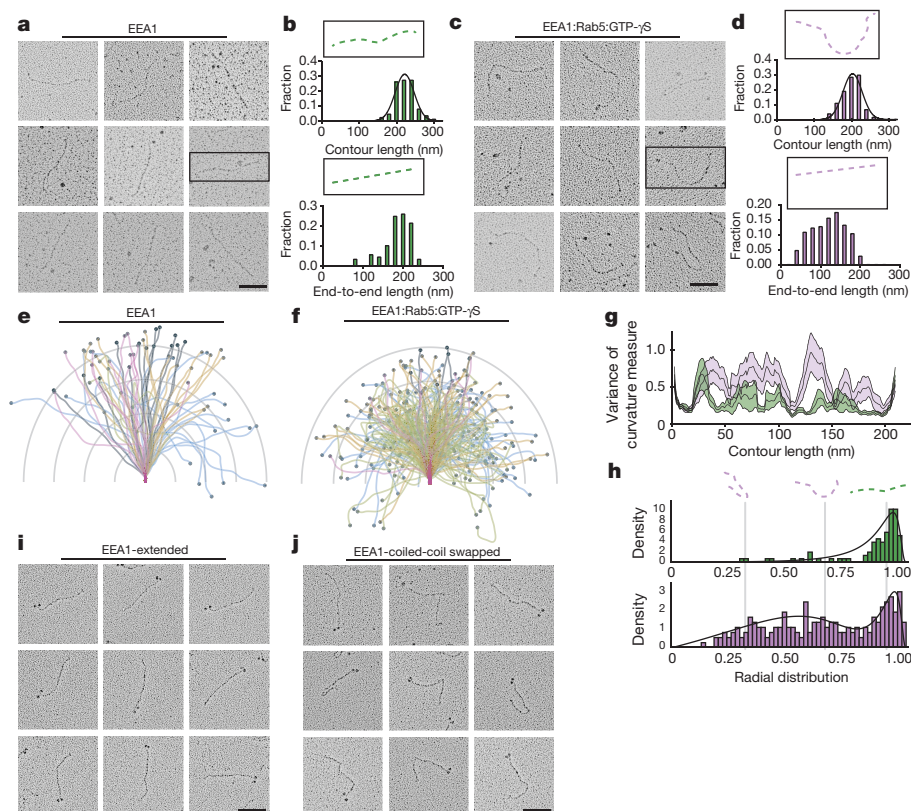 a
EEA1
b
Fraction
0.4
0.3
0.2
0.1
0
0 100 200 300
Contour length (nm)
Fraction
0.3
0.2
0.1
0
0 100 200 300
End-to-end length (nm)
c
EEA1:Rab5:GTP-γS
d
Fraction
0.4
0.3
0.2
0.1
0
0 100 200 300
Contour length (nm)
Fraction
0.20
0.15
0.10
0.05
0.00
0 100 200 300
End-to-end length (nm)
e
EEA1
f
EEA1:Rab5:GTP-γS
g
Variance of
curvature measure
1.0
0.5
0
0 50 100 150 200
Contour length (nm)
h
Density
10
8
6
4
2
0
0 0.25 0.50 0.75 1.00
Density
3
2
1
0
0 0.25 0.50 0.75 1.00
Radial distribution
i
EEA1-extended
j
EEA1-coiled-coil swapped